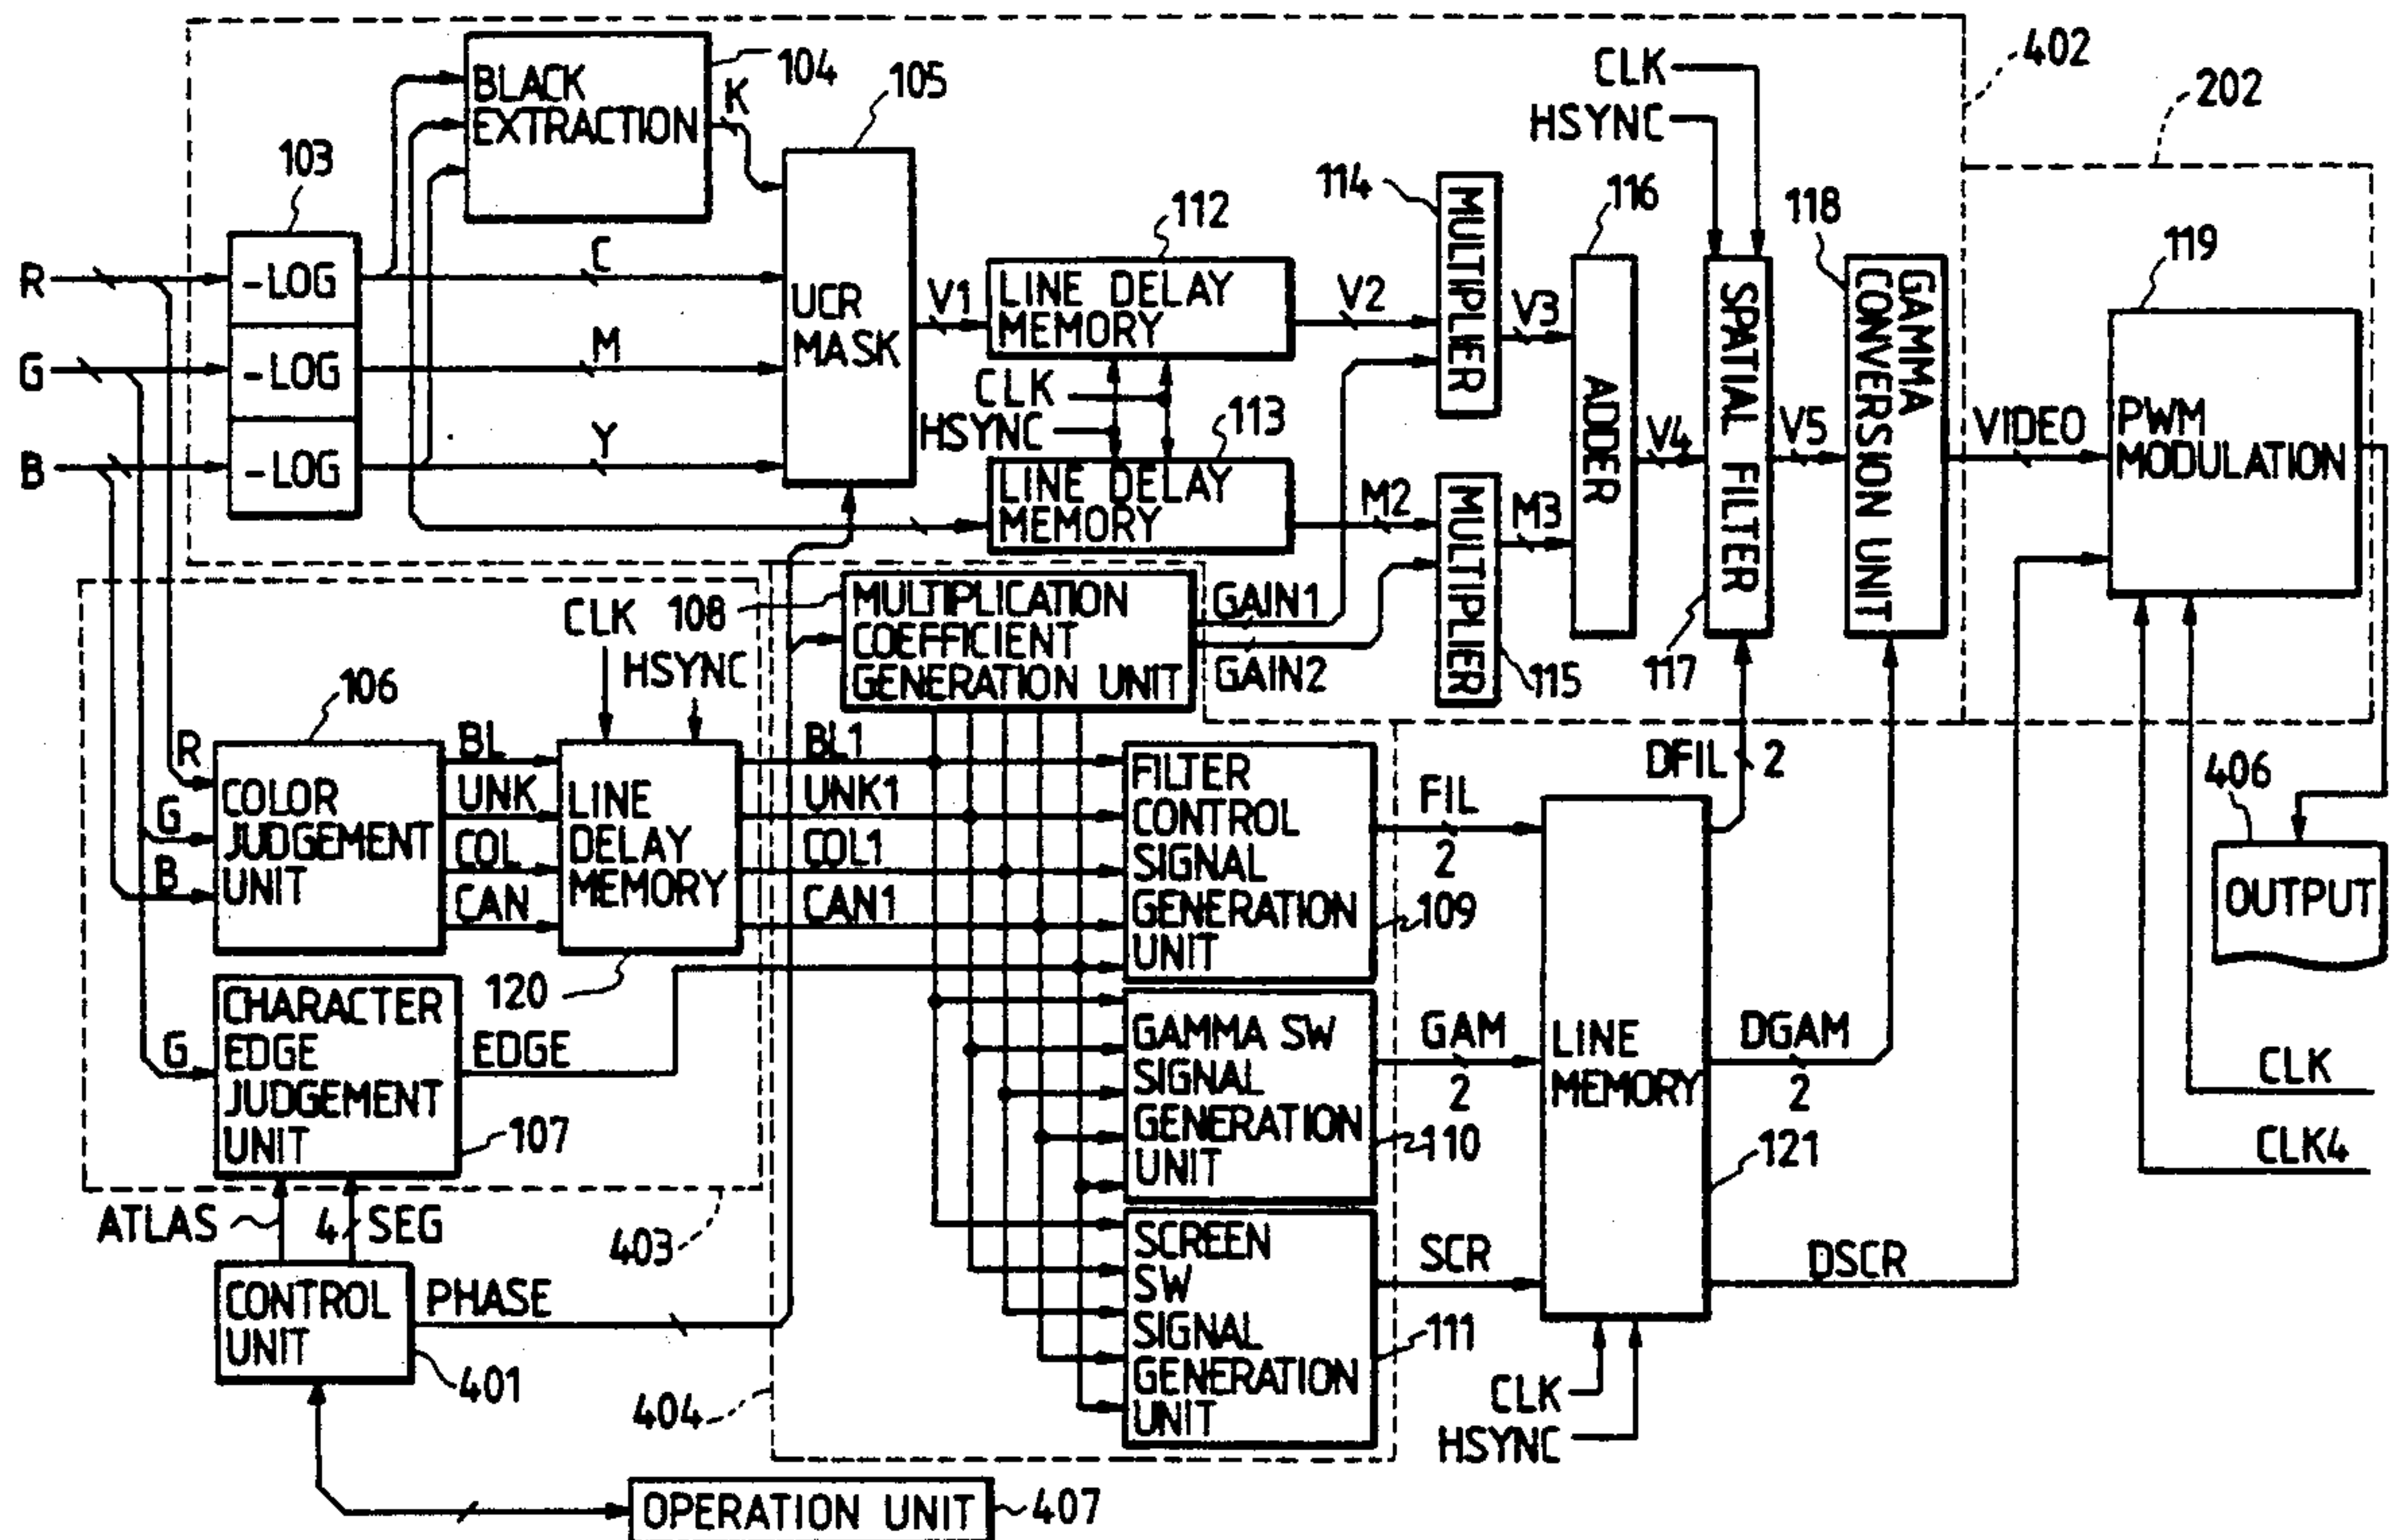 BLACK
EXTRACTION
104
K
105
CLK
HSYNC
402
202
103
-LOG
-LOG
-LOG
R
G
B
C
M
Y
UCR
MASK
V1
112
LINE DELAY
MEMORY
V2
CLK
HSYNC
113
LINE DELAY
MEMORY
M2
114
MULTIPLIER
V3
116
ADDER
M3
MULTIPLIER
115
V4
SPATIAL FILTER
117
V5
118
GAMMA
CONVERSION UNIT
VIDEO
119
PWM
MODULATION
108
MULTIPLICATION
COEFFICIENT
GENERATION UNIT
GAIN1
GAIN2
CLK
HSYNC
106
R
G
B
COLOR
JUDGEMENT
UNIT
BL
UNK
COL
CAN
LINE
DELAY
MEMORY
120
BL1
UNK1
COL1
CAN1
FILTER
CONTROL
SIGNAL
GENERATION
UNIT
109
FIL
2
DFIL
2
406
OUTPUT
G
CHARACTER
EDGE
JUDGEMENT
UNIT
107
EDGE
GAMMA SW
SIGNAL
GENERATION
UNIT
110
GAM
2
LINE
MEMORY
121
DGAM
2
CLK
CLK4
ATLAS
4
SEG
403
CONTROL
UNIT
401
PHASE
404
SCREEN
SW
SIGNAL
GENERATION
UNIT
111
SCR
DSCR
CLK
HSYNC
OPERATION UNIT
407